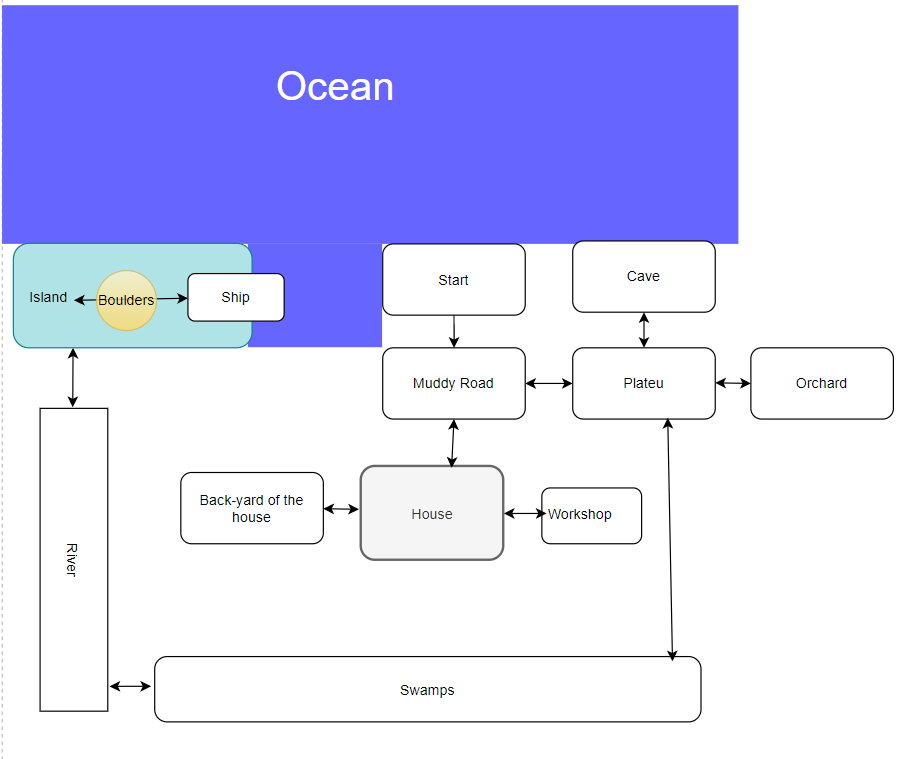 Ocean
Island
Boulders
Ship
Start
Cave
Muddy Road
Plateu
Orchard
Back-yard of the
house
House
Workshop
River
Swamps